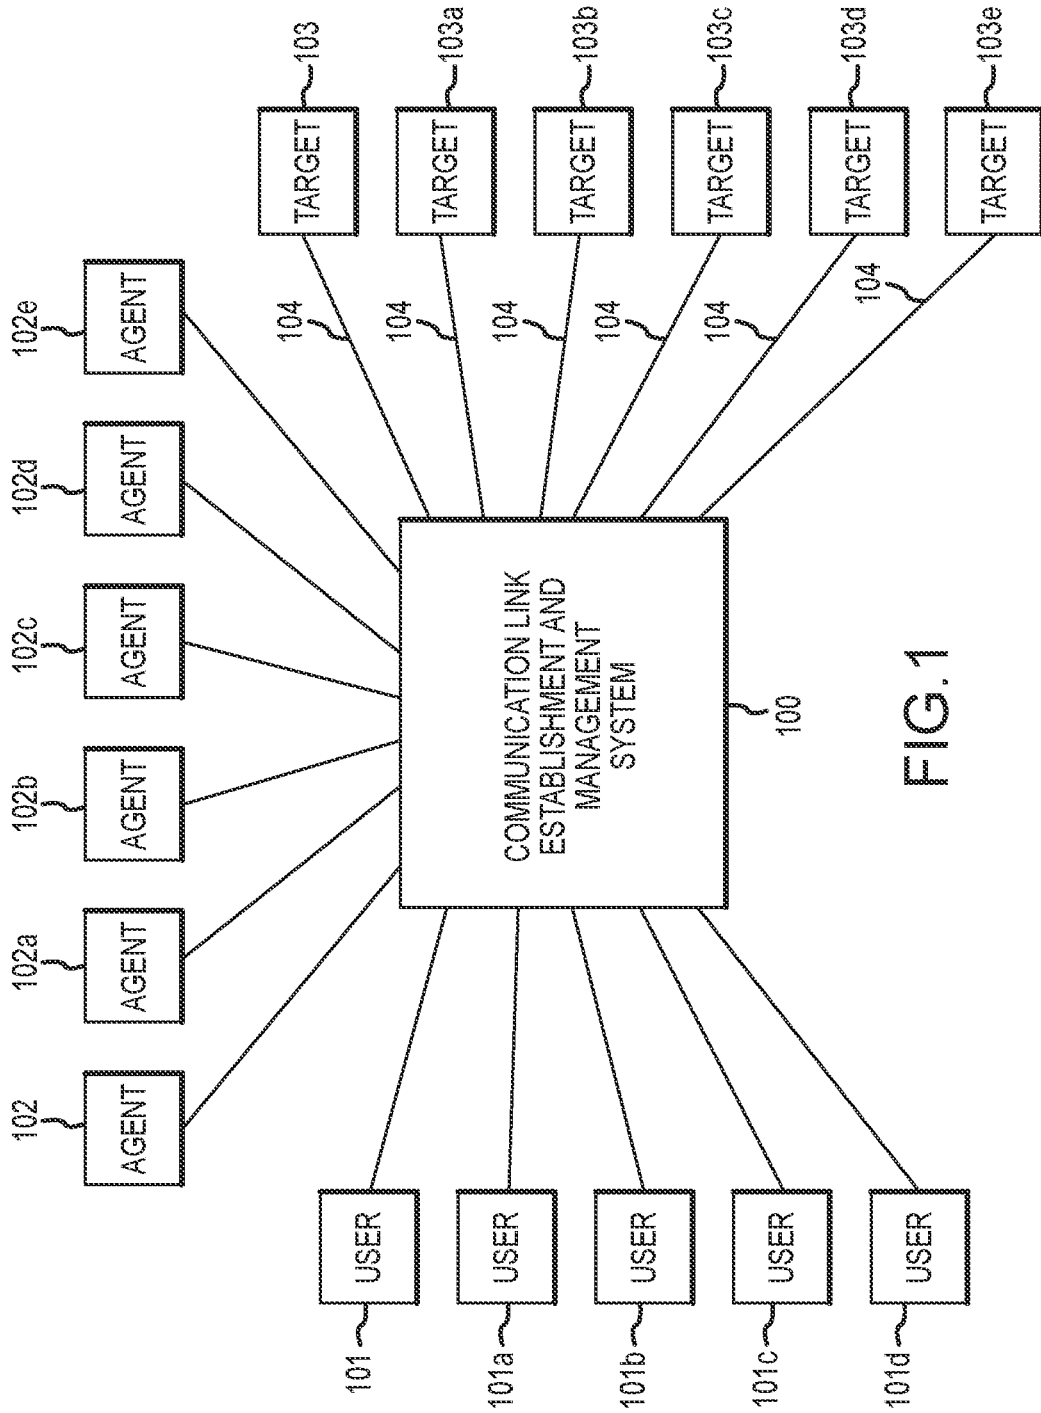 102
102a
102b
102c
102d
102e
AGENT
AGENT
AGENT
AGENT
AGENT
AGENT
101
101a
101b
101c
101d
USER
USER
USER
USER
USER
COMMUNICATION LINK
ESTABLISHMENT AND
MANAGEMENT
SYSTEM
100
104
104
104
104
104
104
TARGET
TARGET
TARGET
TARGET
TARGET
TARGET
103
103a
103b
103c
103d
103e
FIG.1